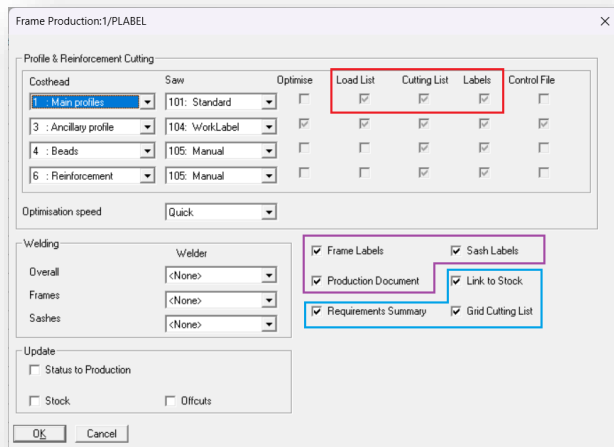 Frame Production:1/PLABEL
Profile & Reinforcement Cutting
Costhead Saw Optimise Load List Cutting List Labels Control File
1 : Main profiles 101: Standard
3 : Ancillary profile 104: WorkLabel
4 : Beads 105: Manual
6 : Reinforcement 105: Manual
Optimisation speed Quick
Welding
Welder
Overall <None>
Frames <None>
Sashes <None>
Frame Labels Sash Labels
Production Document Link to Stock
Requirements Summary Grid Cutting List
Update
Status to Production
Stock Offcuts
OK Cancel